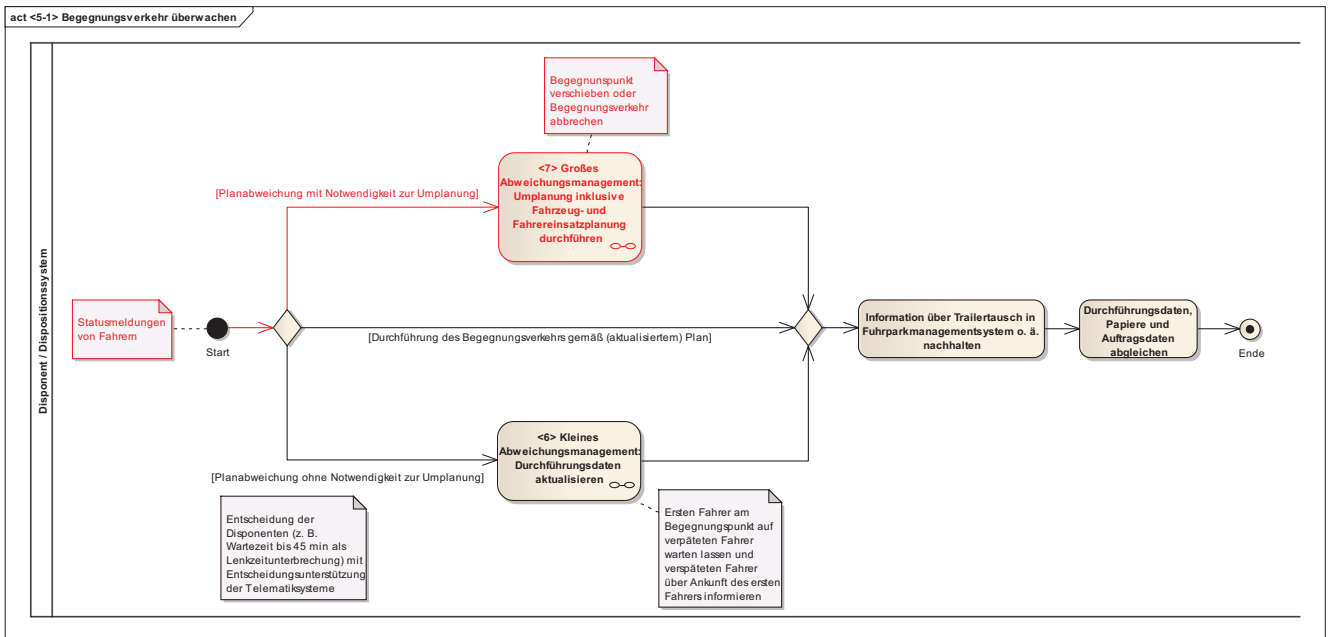 act <5-1> Begegnungsverkehr überwachen
Disponent / Dispositionssystem
Begegnunspunkt
verschieben oder
Begegnungsverkehr
abbrechen
<7> Großes
Abweichungsmanagement:
Umplanung inklusive
Fahrzeug- und
Fahrereinsatzplanung
durchführen
[Planabweichung mit Notwendigkeit zur Umplanung]
Statusmeldungen
von Fahrern
Start
[Durchführung des Begegnungsverkehrs gemäß (aktualisiertem) Plan]
Information über Trailertausch in
Fuhrparkmanagementsystem o. ä.
nachhalten
Durchführungsdaten,
Papiere und
Auftragsdaten
abgleichen
Ende
<6> Kleines
Abweichungsmanagement:
Durchführungsdaten
aktualisieren
[Planabweichung ohne Notwendigkeit zur Umplanung]
Entscheidung der
Disponenten (z. B.
Wartezeit bis 45 min als
Lenkzeitunterbrechung) mit
Entscheidungsunterstützung
der Telematiksysteme
Ersten Fahrer am
Begegnungspunkt auf
verpäteten Fahrer
warten lassen und
verspäteten Fahrer
über Ankunft des ersten
Fahrers informieren